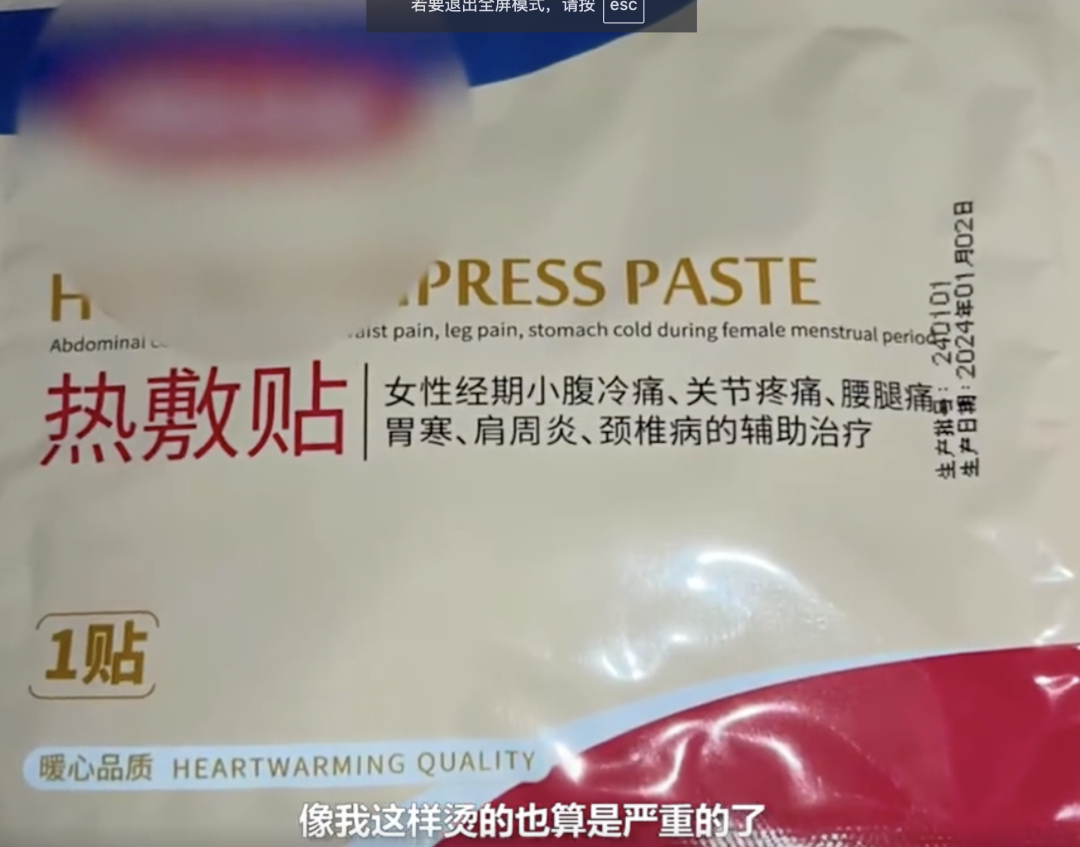 若要退出全屏模式，请按 esc
PRESS PASTE
Abdominal
waist pain, leg pain, stomach cold during female menstrual period
热敷贴
女性经期小腹冷痛、关节疼痛、腰腿痛
胃寒、肩周炎、颈椎病的辅助治疗
生产批号: 240101
生产日期: 2024年01月02日
1贴
暖心品质 HEARTWARMING QUALITY
像我这样烫的也算是严重的了